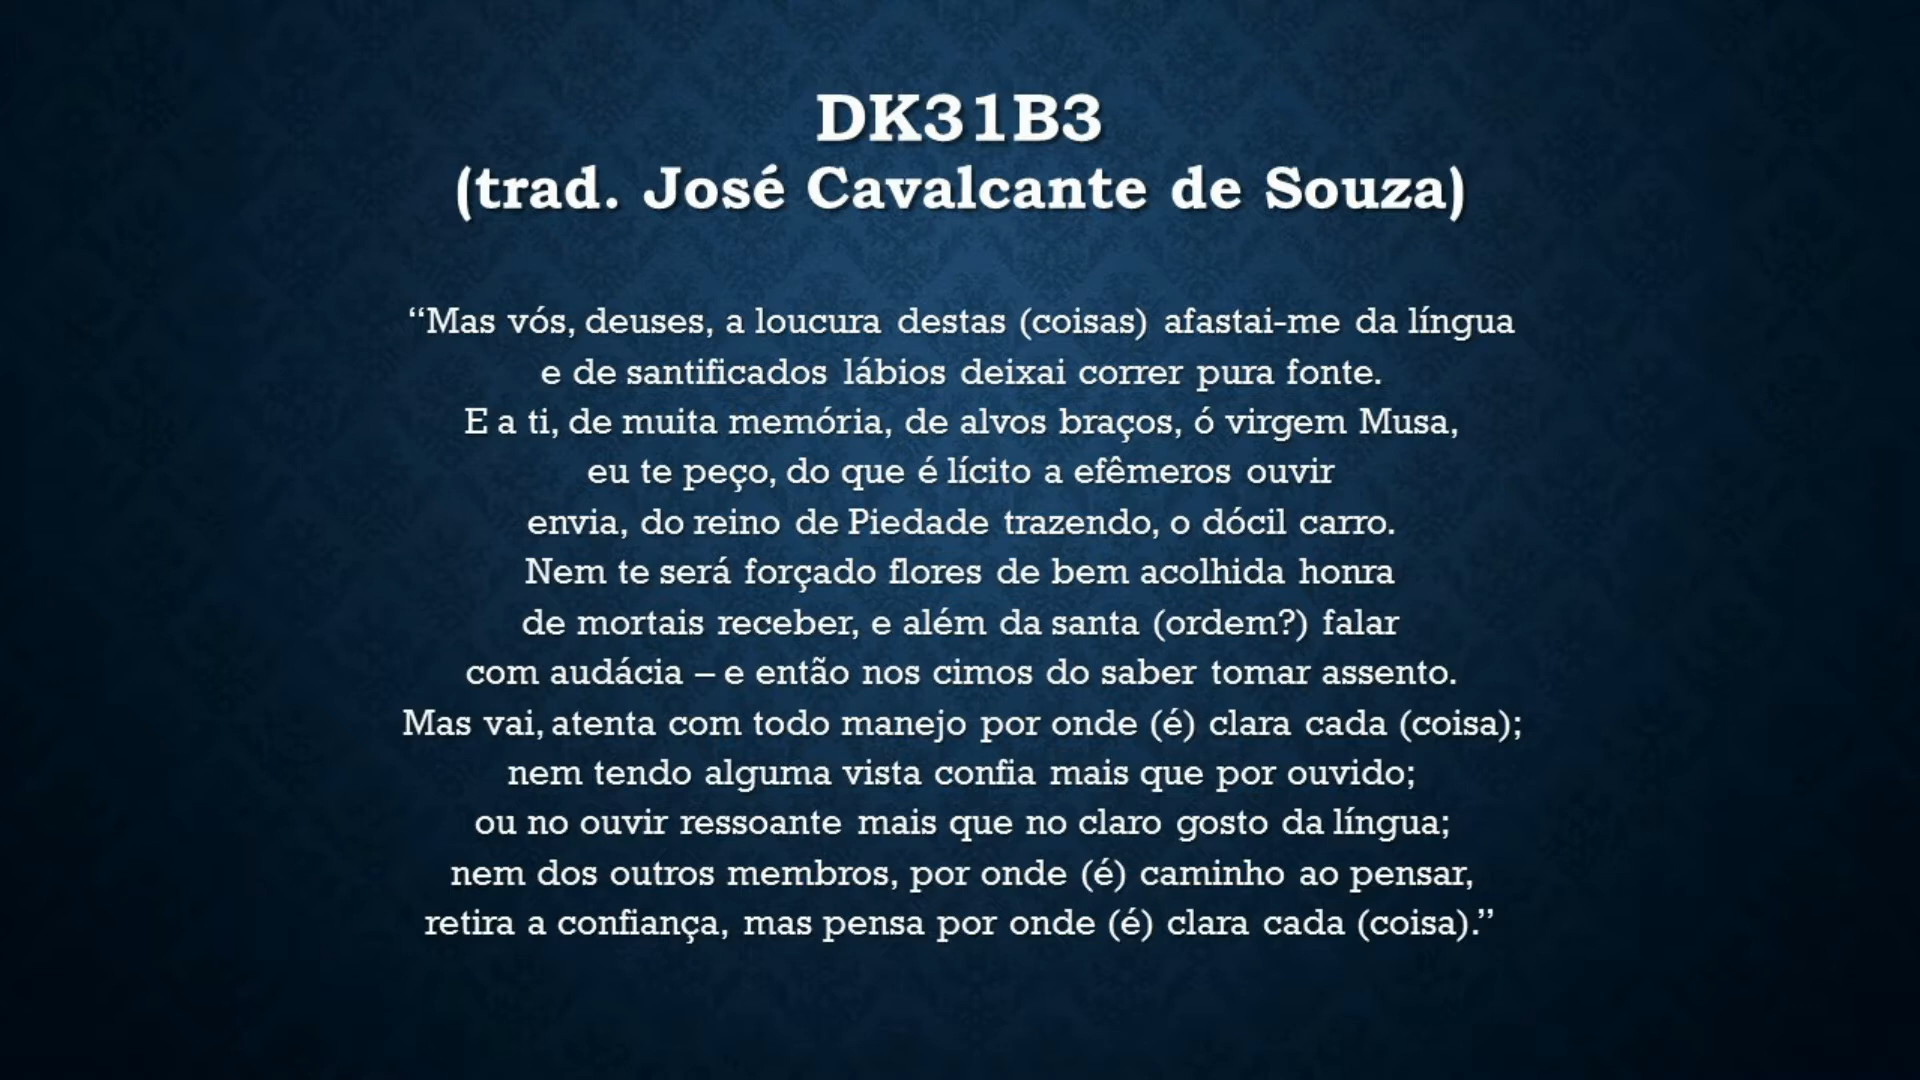 DK31B3
(trad. José Cavalcante de Souza)
“Mas vós, deuses, a loucura destas (coisas) afastai-me da língua
e de santificados lábios deixai correr pura fonte.
E a ti, de muita memória, de alvos braços, ó virgem Musa,
eu te peço, do que é lícito a efêmeros ouvir
envia, do reino de Piedade trazendo, o dócil carro.
Nem te será forçado flores de bem acolhida honra
de mortais receber, e além da santa (ordem?) falar
com audácia – e então nos cimos do saber tomar assento.
Mas vai, atenta com todo manejo por onde (é) clara cada (coisa);
nem tendo alguma vista confia mais que por ouvido;
ou no ouvir ressoante mais que no claro gosto da língua;
nem dos outros membros, por onde (é) caminho ao pensar,
retira a confiança, mas pensa por onde (é) clara cada (coisa).”